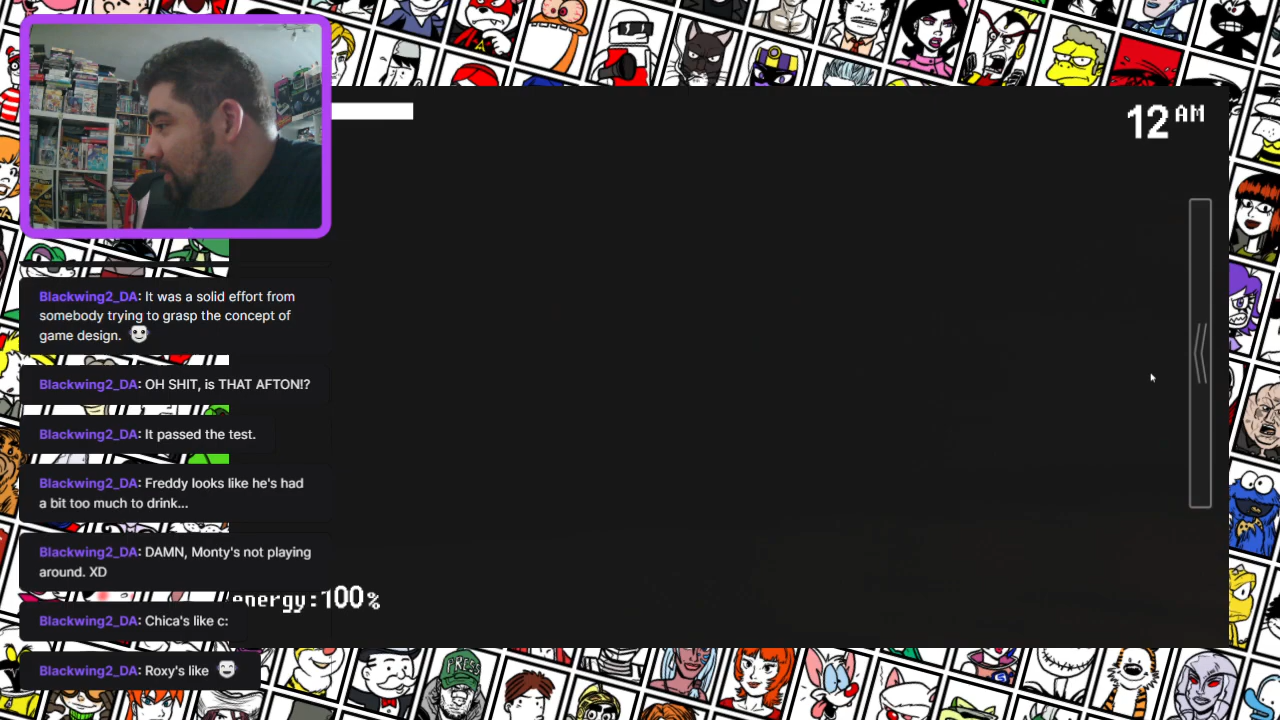 12 AM
Blackwing2_DA: It was a solid effort from
somebody trying to grasp the concept of
game design.
Blackwing2_DA: OH SHIT, is THAT AFTON!?
Blackwing2_DA: It passed the test.
Blackwing2_DA: Freddy looks like he's had
a bit too much to drink...
Blackwing2_DA: DAMN, Monty's not playing
around. XD
energy:100%
Blackwing2_DA: Chica's like c:
Blackwing2_DA: Roxy's like
PRESS